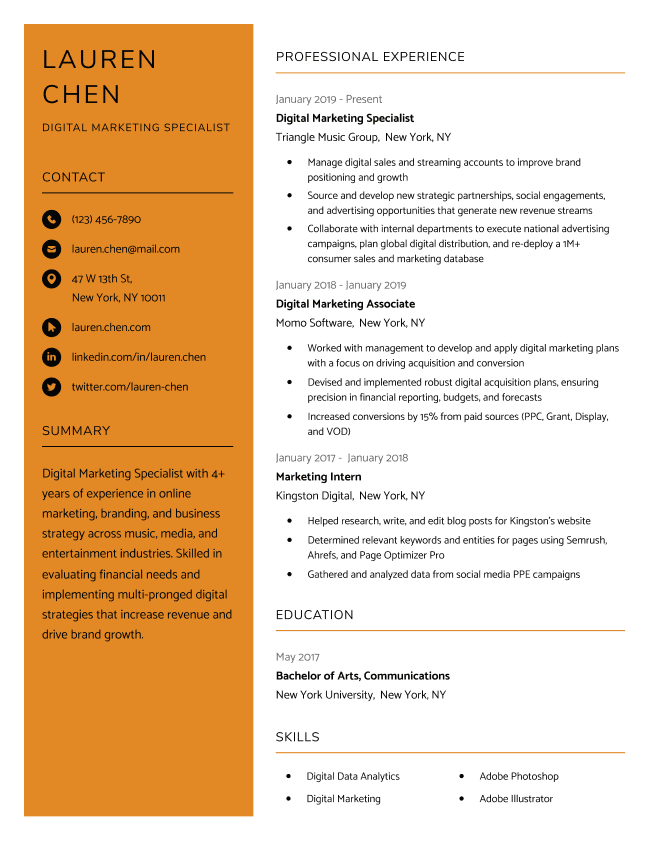 LAUREN
CHEN
DIGITAL MARKETING SPECIALIST
CONTACT
(123) 456-7890
lauren.chen@mail.com
47 W 13th St,
New York, NY 10011
lauren.chen.com
linkedin.com/in/lauren.chen
twitter.com/lauren-chen
SUMMARY
Digital Marketing Specialist with 4+
years of experience in online
marketing, branding, and business
strategy across music, media, and
entertainment industries. Skilled in
evaluating financial needs and
implementing multi-pronged digital
strategies that increase revenue and
drive brand growth.
PROFESSIONAL EXPERIENCE
January 2019 - Present
Digital Marketing Specialist
Triangle Music Group, New York, NY
• Manage digital sales and streaming accounts to improve brand
positioning and growth
• Source and develop new strategic partnerships, social engagements,
and advertising opportunities that generate new revenue streams
• Collaborate with internal departments to execute national advertising
campaigns, plan global digital distribution, and re-deploy a 1M+
consumer sales and marketing database
January 2018 - January 2019
Digital Marketing Associate
Momo Software, New York, NY
• Worked with management to develop and apply digital marketing plans
with a focus on driving acquisition and conversion
• Devised and implemented robust digital acquisition plans, ensuring
precision in financial reporting, budgets, and forecasts
• Increased conversions by 15% from paid sources (PPC, Grant, Display,
and VOD)
January 2017 - January 2018
Marketing Intern
Kingston Digital, New York, NY
• Helped research, write, and edit blog posts for Kingston's website
• Determined relevant keywords and entities for pages using Semrush,
Ahrefs, and Page Optimizer Pro
• Gathered and analyzed data from social media PPE campaigns
EDUCATION
May 2017
Bachelor of Arts, Communications
New York University, New York, NY
SKILLS
• Digital Data Analytics
• Digital Marketing
• Adobe Photoshop
• Adobe Illustrator